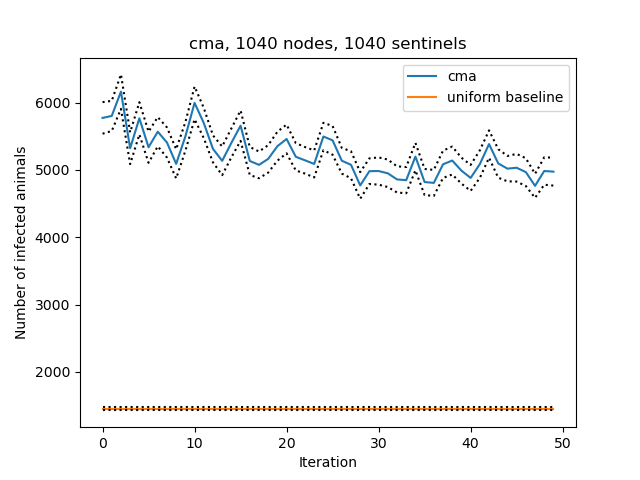 cma, 1040 nodes, 1040 sentinels
cma
uniform baseline
Number of infected animals
6000
5000
4000
3000
2000
0 10 20 30 40 50
Iteration